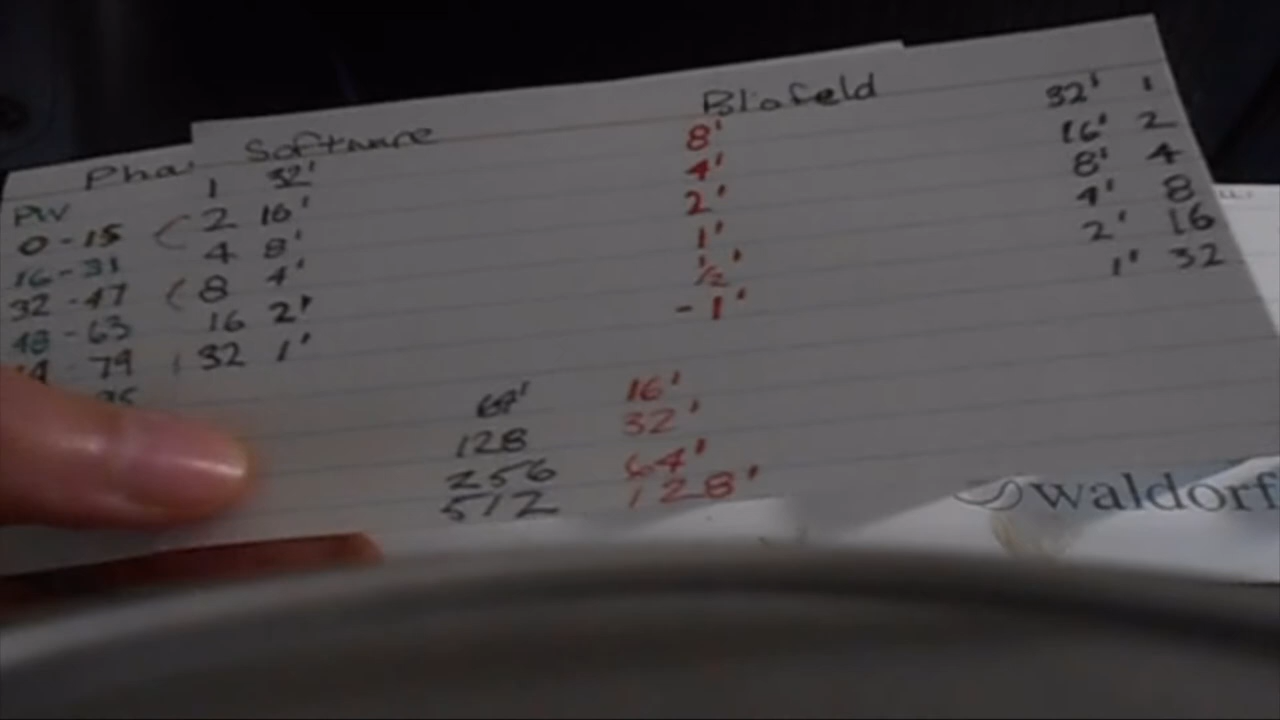 Software Blofeld
PW 1 32' 8' 32' 1
0-15 2 16' 4' 16' 2
16-31 4 8' 2' 8' 4
32-47 8 4' 1' 4' 8
48-63 16 2' 1/2' 2' 16
79 32 1' -1' 1' 32
64' 16'
128 32'
256 64'
512 128'
waldorf